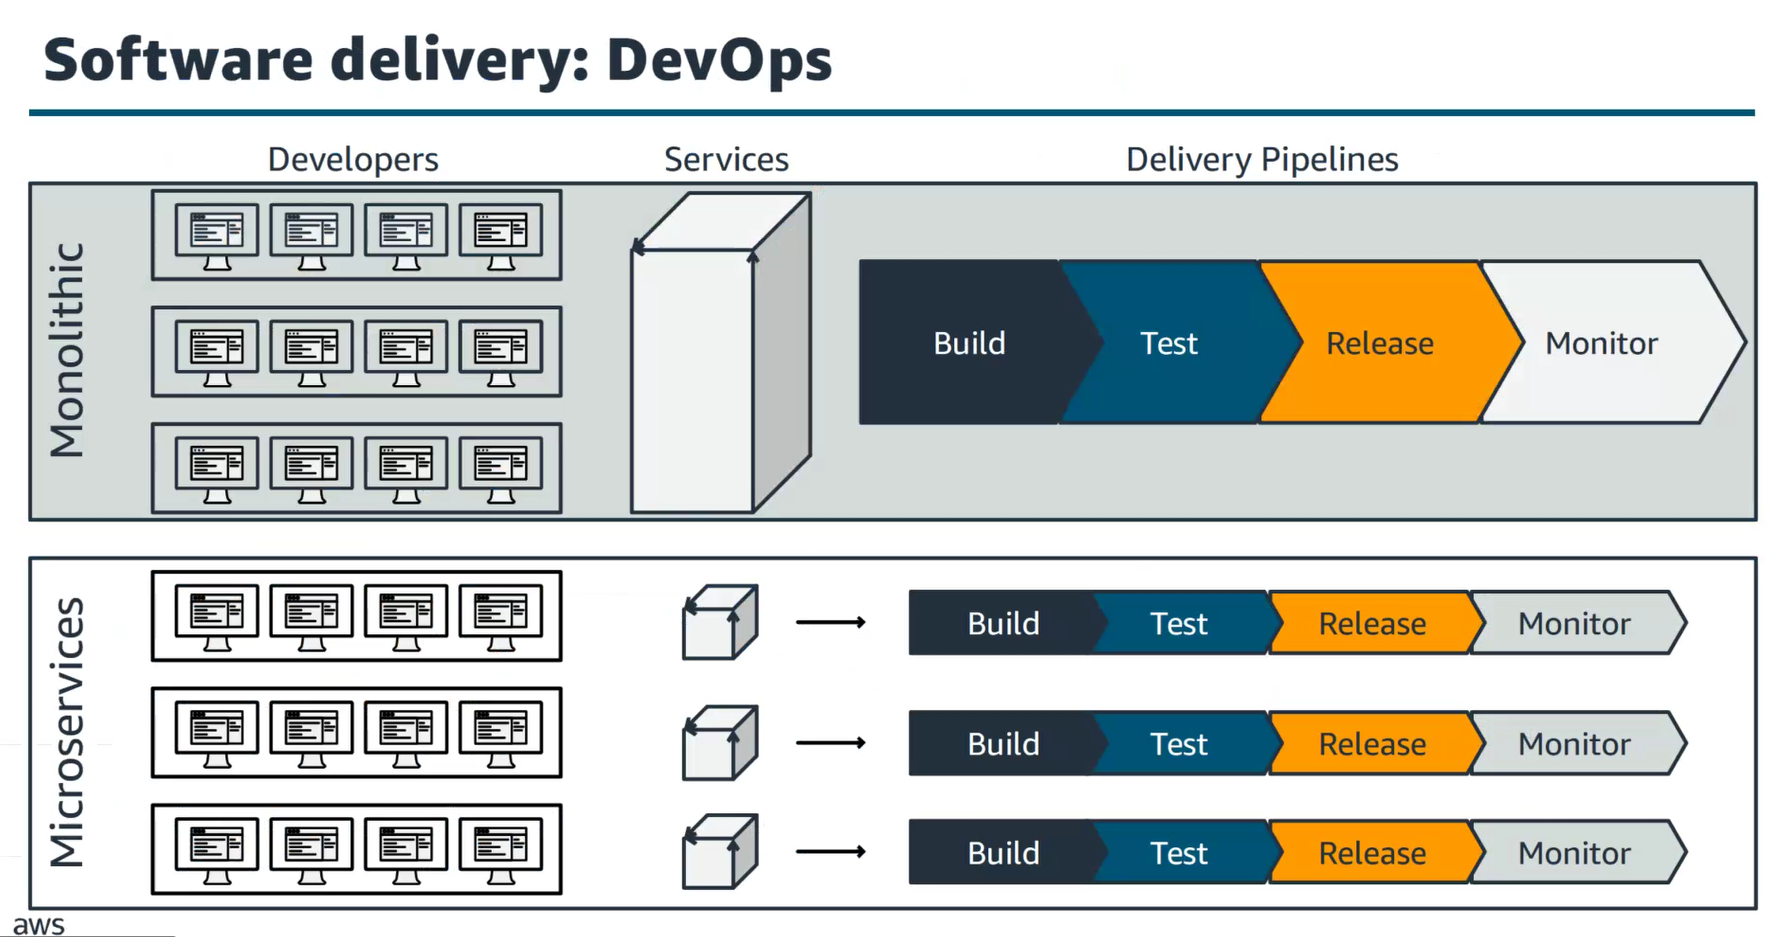 Software delivery: DevOps
Developers
Services
Delivery Pipelines
Monolithic
Build
Test
Release
Monitor
Microservices
Build
Test
Release
Monitor
Build
Test
Release
Monitor
Build
Test
Release
Monitor
aws